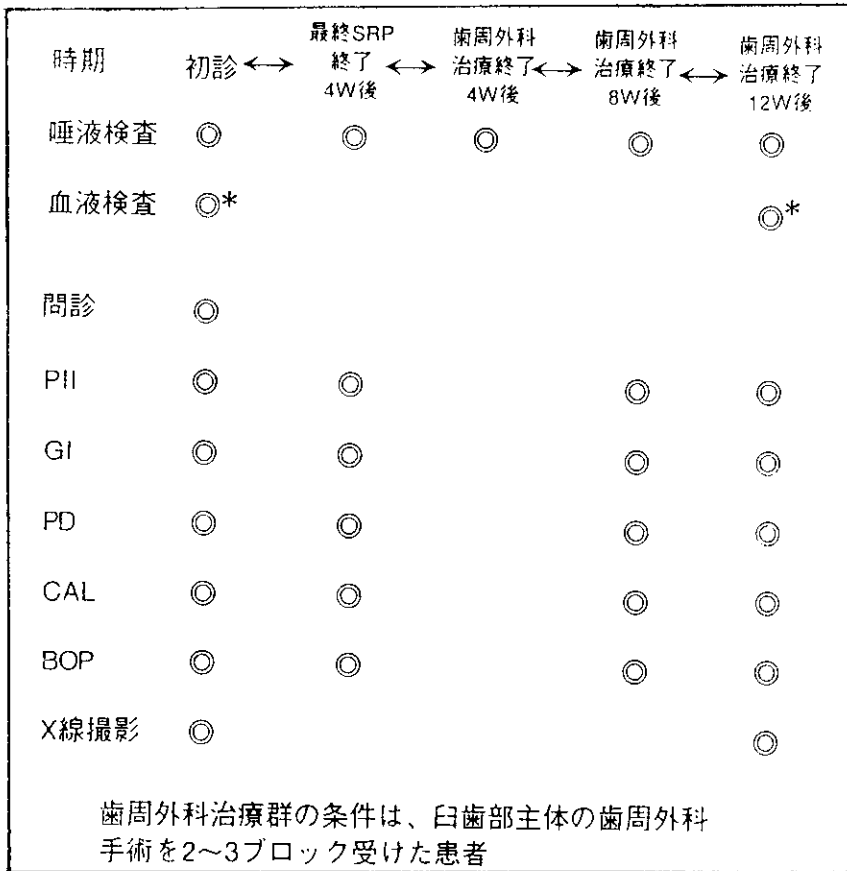 時期 初診 ↔ 最終SRP終了4W後 ↔ 歯周外科治療終了4W後 ↔ 歯周外科治療終了8W後 ↔ 歯周外科治療終了12W後
唾液検査 ◎ ◎ ◎ ◎ ◎
血液検査 ◎* ◎*
問診 ◎
PlI ◎ ◎ ◎ ◎
GI ◎ ◎ ◎ ◎
PD ◎ ◎ ◎ ◎
CAL ◎ ◎ ◎ ◎
BOP ◎ ◎ ◎ ◎
X線撮影 ◎ ◎
歯周外科治療群の条件は、臼歯部主体の歯周外科
手術を2〜3ブロック受けた患者